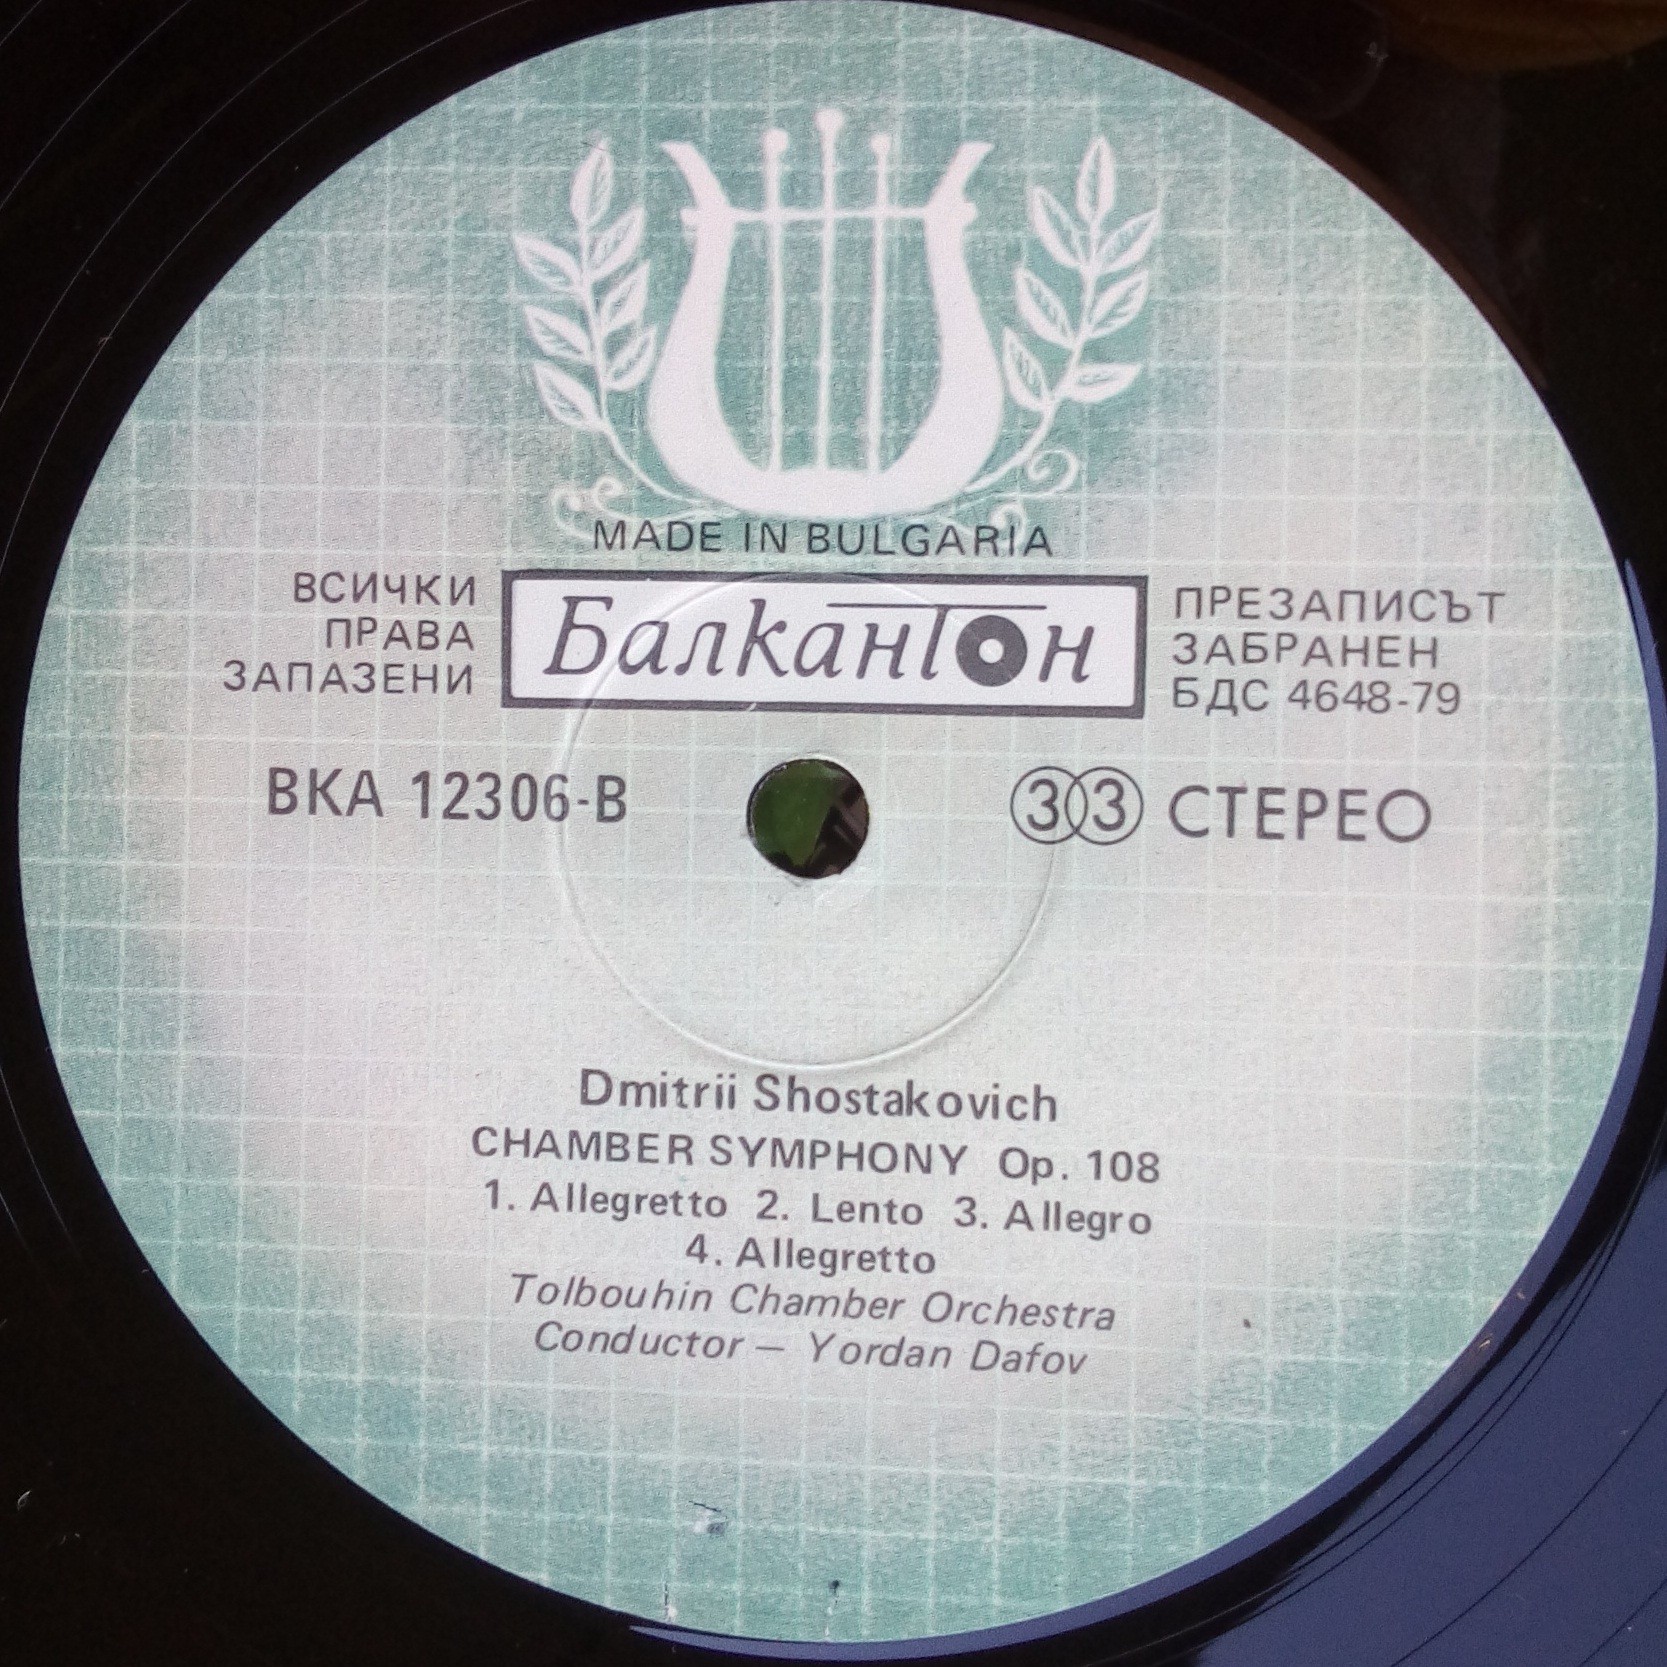 MADE IN BULGARIA
ВСИЧКИ
ПРАВА
ЗАПАЗЕНИ
Балкантон
ПРЕЗАПИСЪТ
ЗАБРАНЕН
БДС 4648-79
ВКА 12306-В
33 СТЕРЕО
Dmitrii Shostakovich
CHAMBER SYMPHONY Op. 108
1. Allegretto 2. Lento 3. Allegro
4. Allegretto
Tolbouhin Chamber Orchestra
Conductor — Yordan Dafov